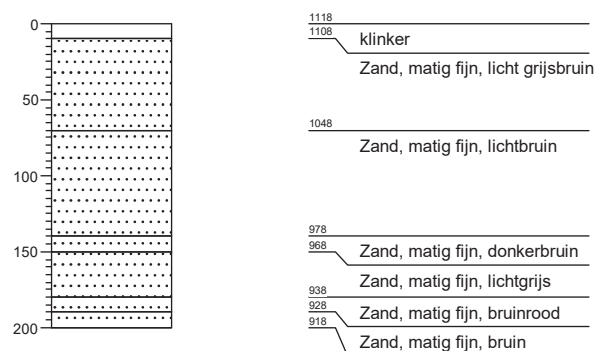 0
50
100
150
200
1118
1108
klinker
Zand, matig fijn, licht grijsbruin
1048
Zand, matig fijn, lichtbruin
978
968
Zand, matig fijn, donkerbruin
Zand, matig fijn, lichtgrijs
938
928
Zand, matig fijn, bruinrood
918
Zand, matig fijn, bruin